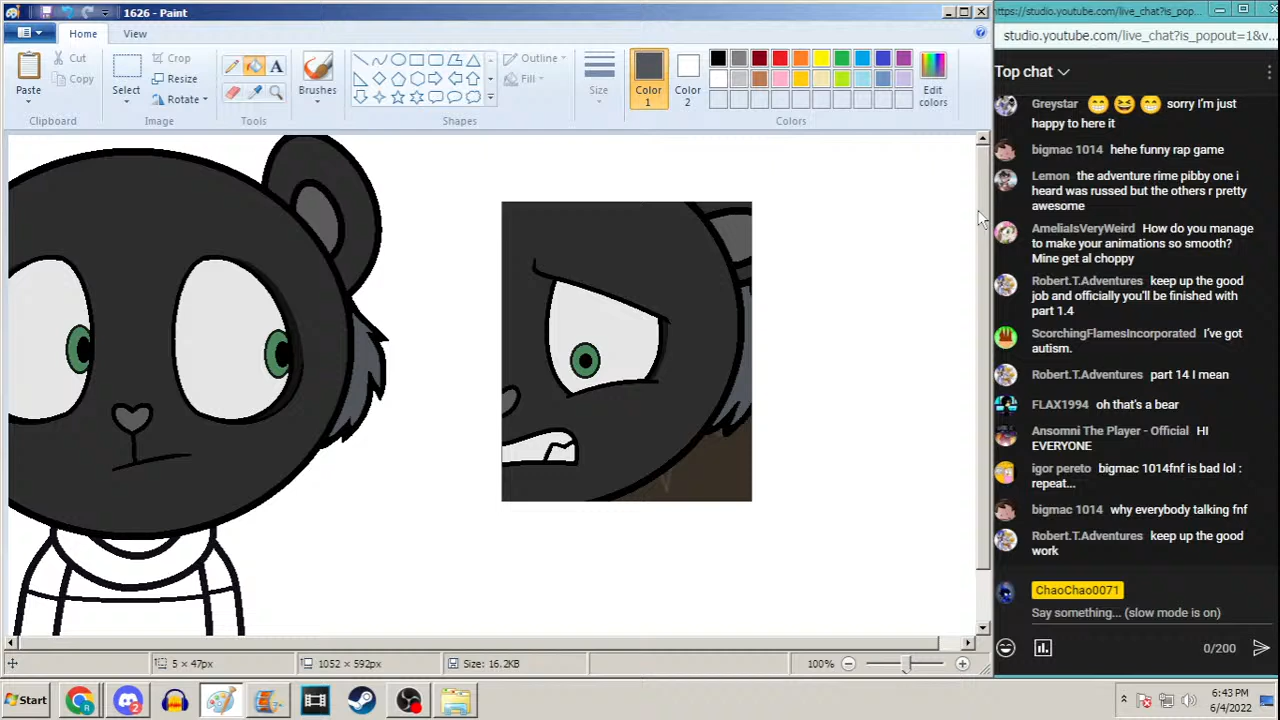 1626 - Paint
https://studio.youtube.com/live_chat?is_pop...
Home
View
studio.youtube.com/live_chat?is_popout=1&v...
Paste
Cut
Copy
Clipboard
Select
Crop
Resize
Rotate
Image
A
Tools
Brushes
Outline
Fill
Shapes
Size
Color
1
Color
2
Edit
colors
Colors
Top chat
Greystar sorry I'm just
happy to here it
bigmac 1014 hehe funny rap game
Lemon the adventure rime pibby one i
heard was russed but the others r pretty
awesome
AmeliaIsVeryWeird How do you manage
to make your animations so smooth?
Mine get al choppy
Robert.T.Adventures keep up the good
job and officially you'll be finished with
part 1.4
ScorchingFlamesIncorporated I've got
autism.
Robert.T.Adventures part 14 I mean
FLAX1994 oh that's a bear
Ansomni The Player - Official HI
EVERYONE
igor pereto bigmac 1014fnf is bad lol :
repeat...
bigmac 1014 why everybody talking fnf
Robert.T.Adventures keep up the good
work
ChaoChao0071
Say something... (slow mode is on)
0/200
5 × 47px
1052 × 592px
Size: 16.2KB
100%
Start
2
6:43 PM
6/4/2022